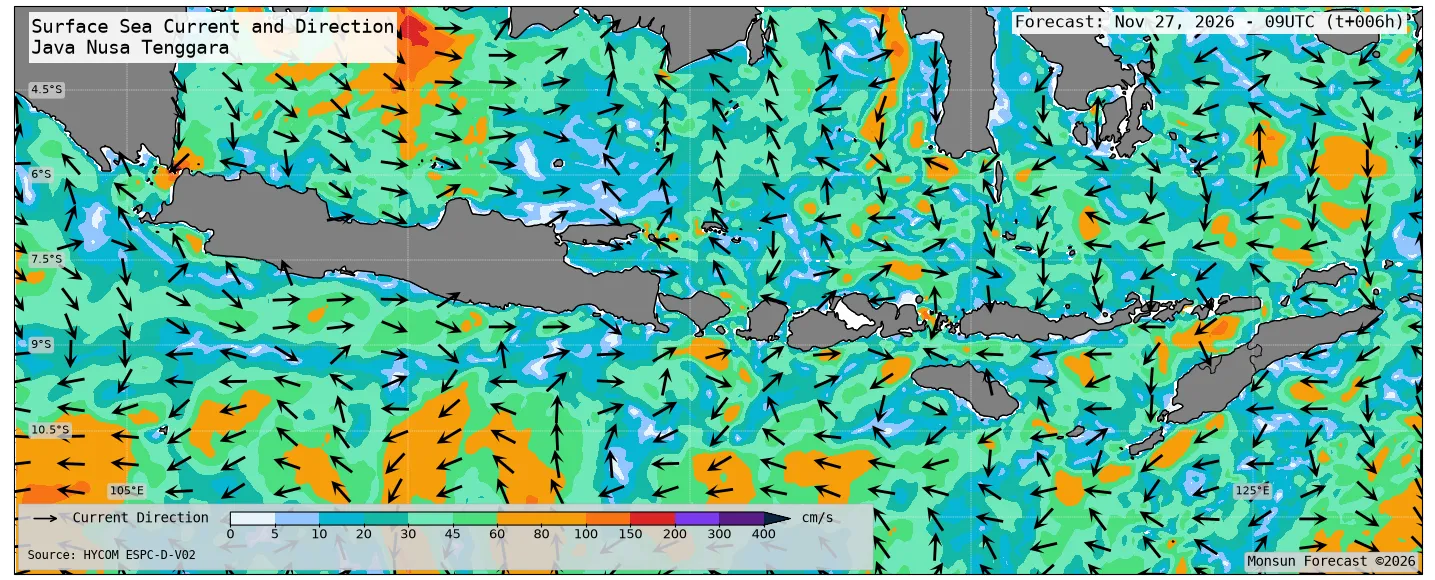 Surface Sea Current and Direction
Java Nusa Tenggara
Forecast: Nov 27, 2026 - 09UTC (t+006h)
4.5°S
6°S
7.5°S
9°S
10.5°S
105°E
125°E
Current Direction
0 5 10 20 30 45 60 80 100 150 200 300 400 cm/s
Source: HYCOM ESPC-D-V02
Monsun Forecast ©2026